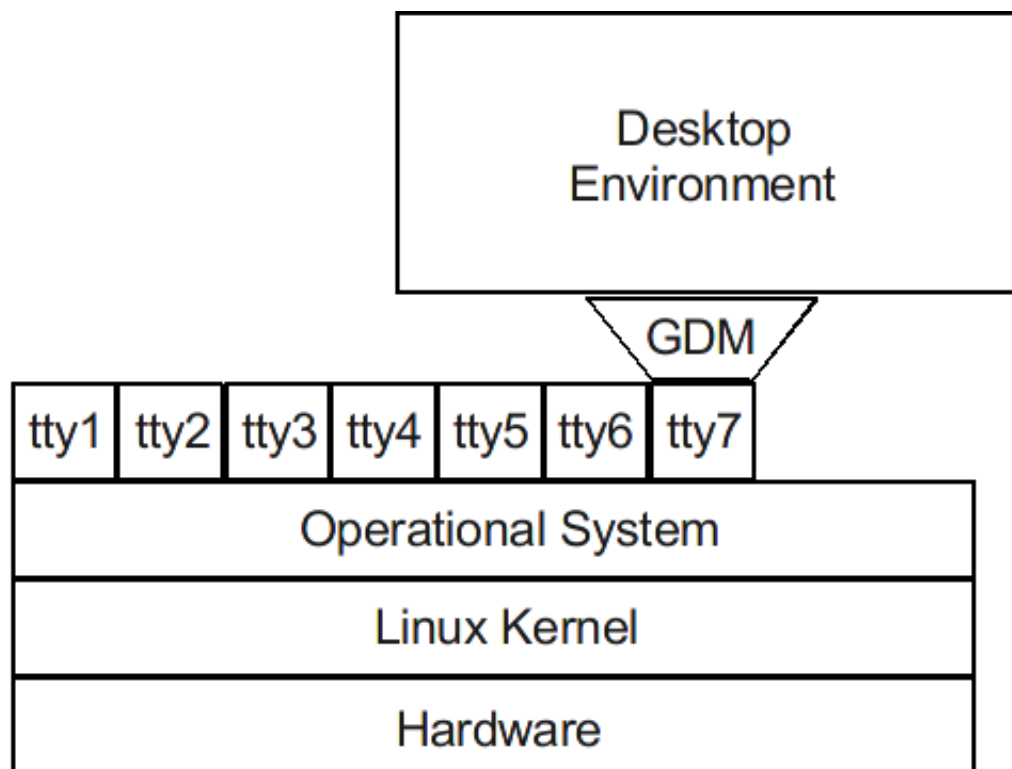 Desktop
Environment
GDM
tty1 tty2 tty3 tty4 tty5 tty6 tty7
Operational System
Linux Kernel
Hardware